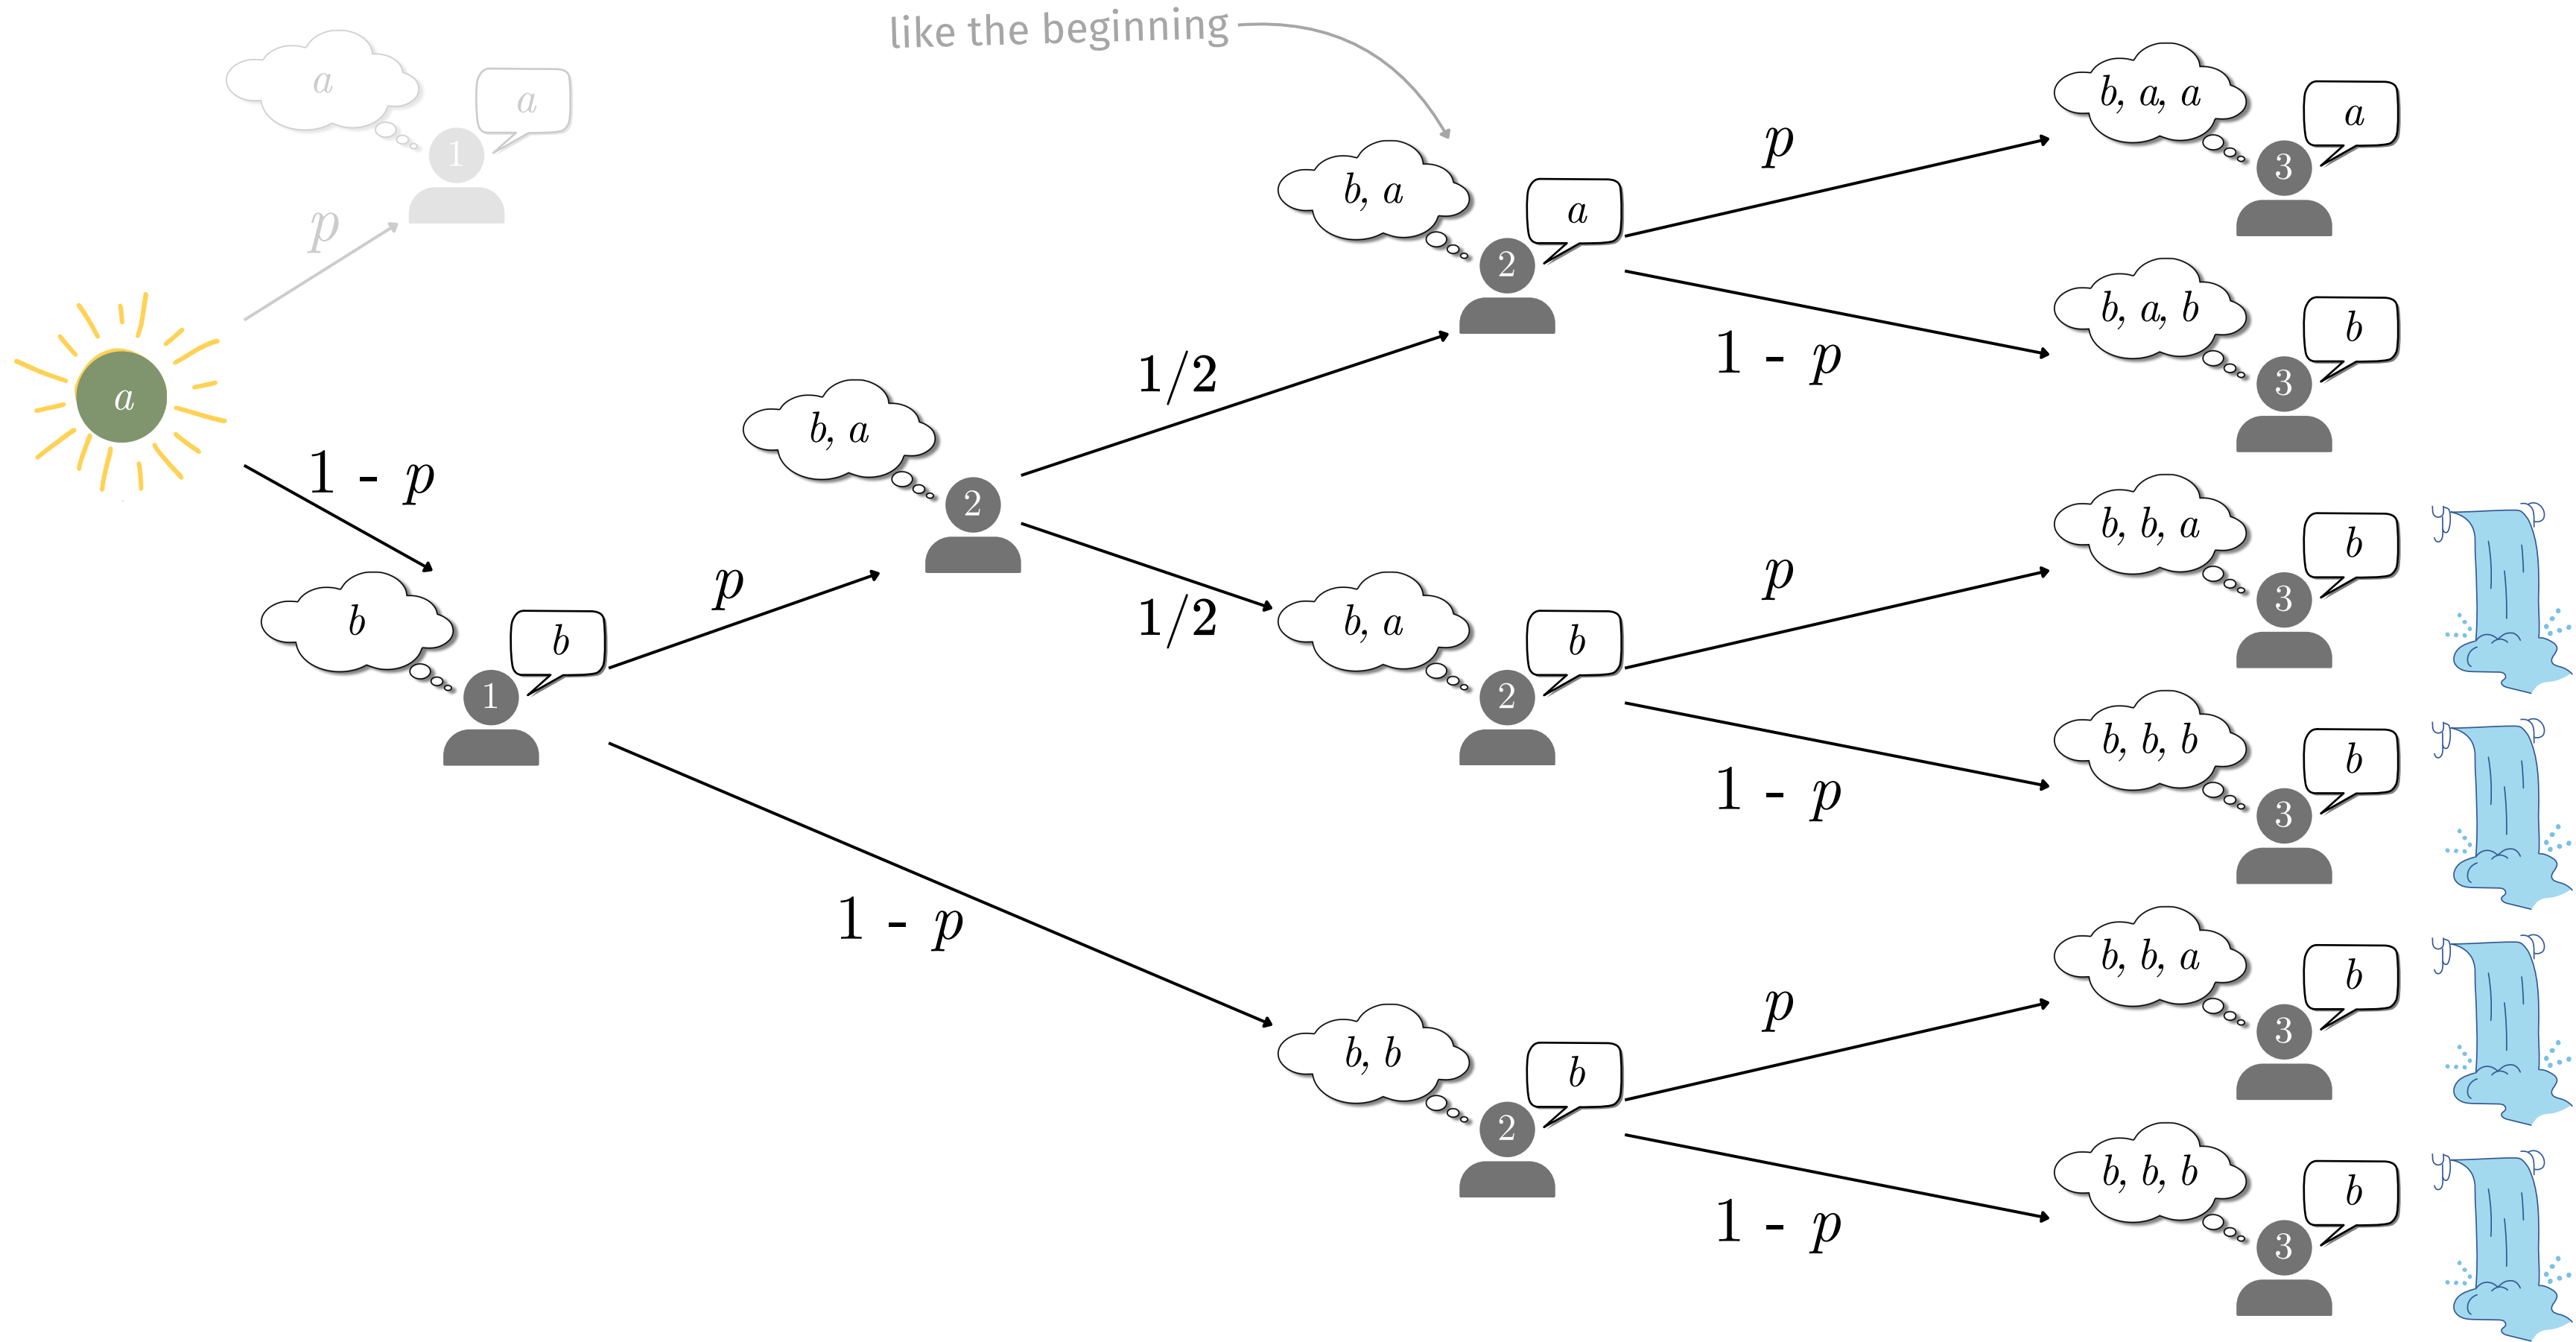 like the beginning
a
a
1
p
a
1 - p
b
b
1
p
1 - p
b, a
2
1/2
1/2
b, a
a
2
b, a
b
2
b, b
b
2
p
1 - p
p
1 - p
p
1 - p
b, a, a
a
3
b, a, b
b
3
b, b, a
b
3
b, b, b
b
3
b, b, a
b
3
b, b, b
b
3